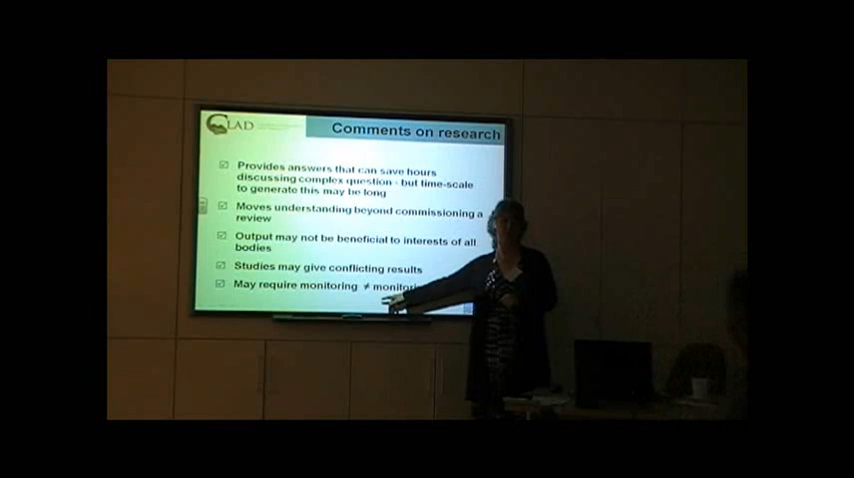 CLAD
Comments on research
Provides answers that can save hours
discussing complex question - but time-scale
to generate this may be long
Moves understanding beyond commissioning a
review
Output may not be beneficial to interests of all
bodies
Studies may give conflicting results
May require monitoring ≠